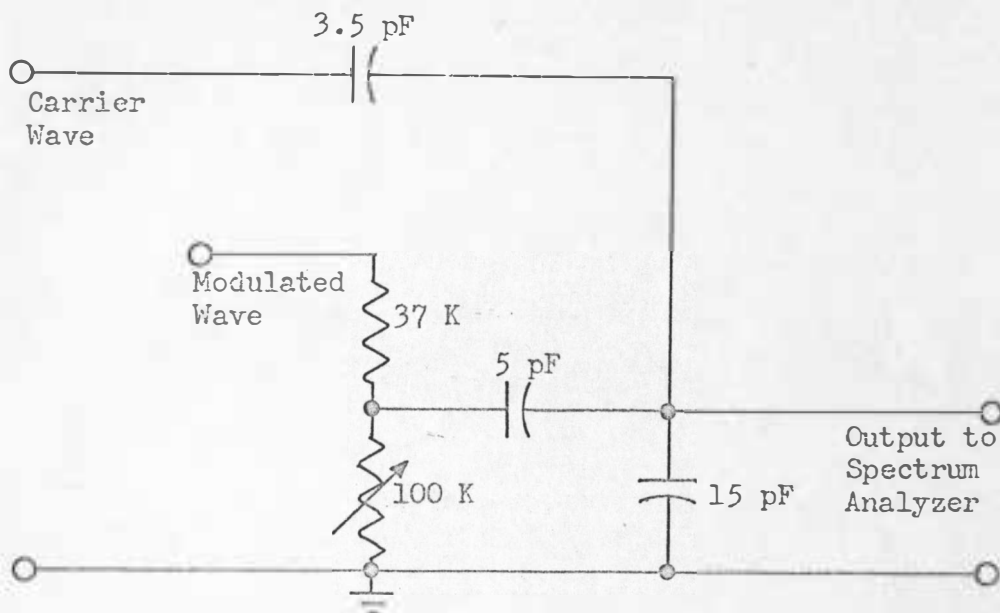 3.5 pF
Carrier
Wave
Modulated
Wave
37 K
5 pF
Output to
Spectrum
Analyzer
100 K
15 pF